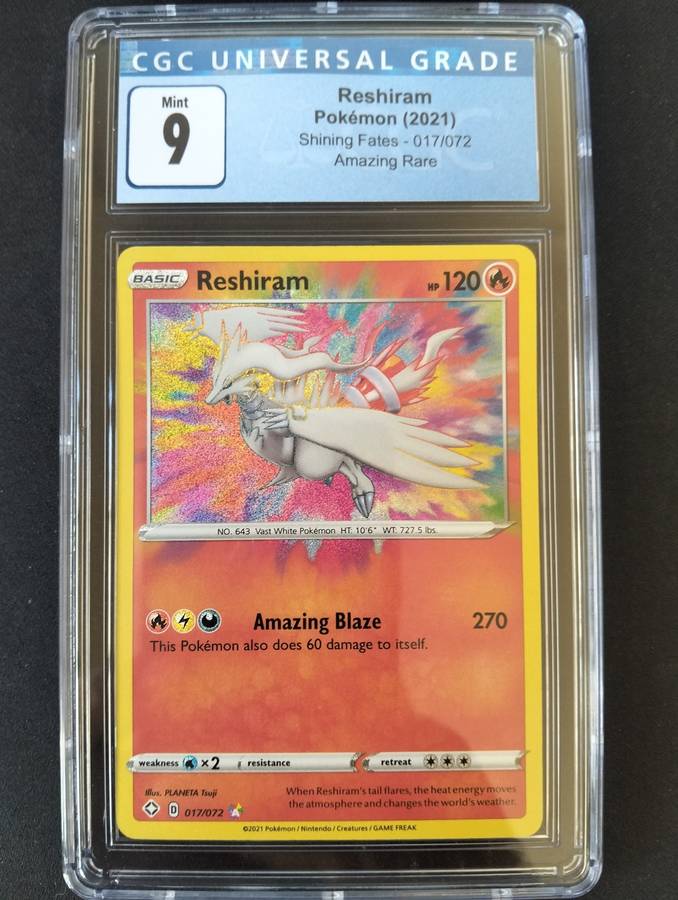 CGC UNIVERSAL GRADE
Mint
9
Reshiram
Pokémon (2021)
Shining Fates - 017/072
Amazing Rare
BASIC Reshiram HP 120
NO. 643 Vast White Pokémon HT: 10'6" WT: 727.5 lbs.
Amazing Blaze 270
This Pokémon also does 60 damage to itself.
weakness ×2 resistance retreat
Illus. PLANETA Tsuji
When Reshiram's tail flares, the heat energy moves
the atmosphere and changes the world's weather.
D 017/072
©2021 Pokémon / Nintendo / Creatures / GAME FREAK